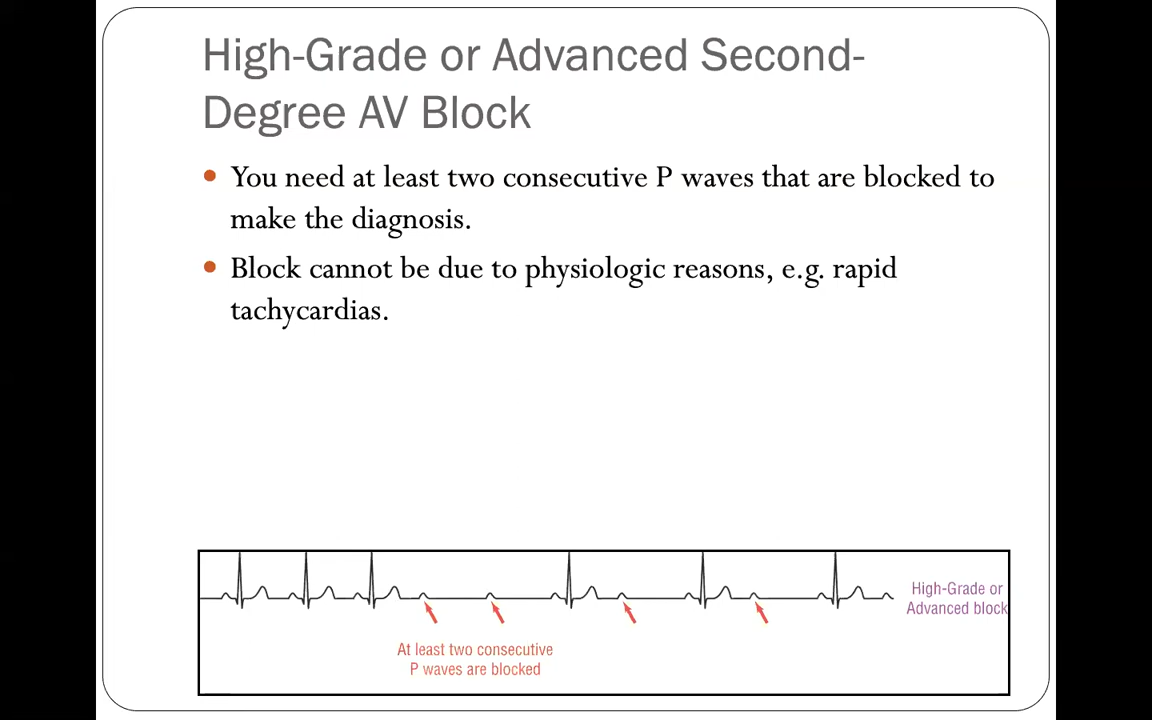 High-Grade or Advanced Second-
Degree AV Block
• You need at least two consecutive P waves that are blocked to
make the diagnosis.
• Block cannot be due to physiologic reasons, e.g. rapid
tachycardias.
High-Grade or
Advanced block
At least two consecutive
P waves are blocked